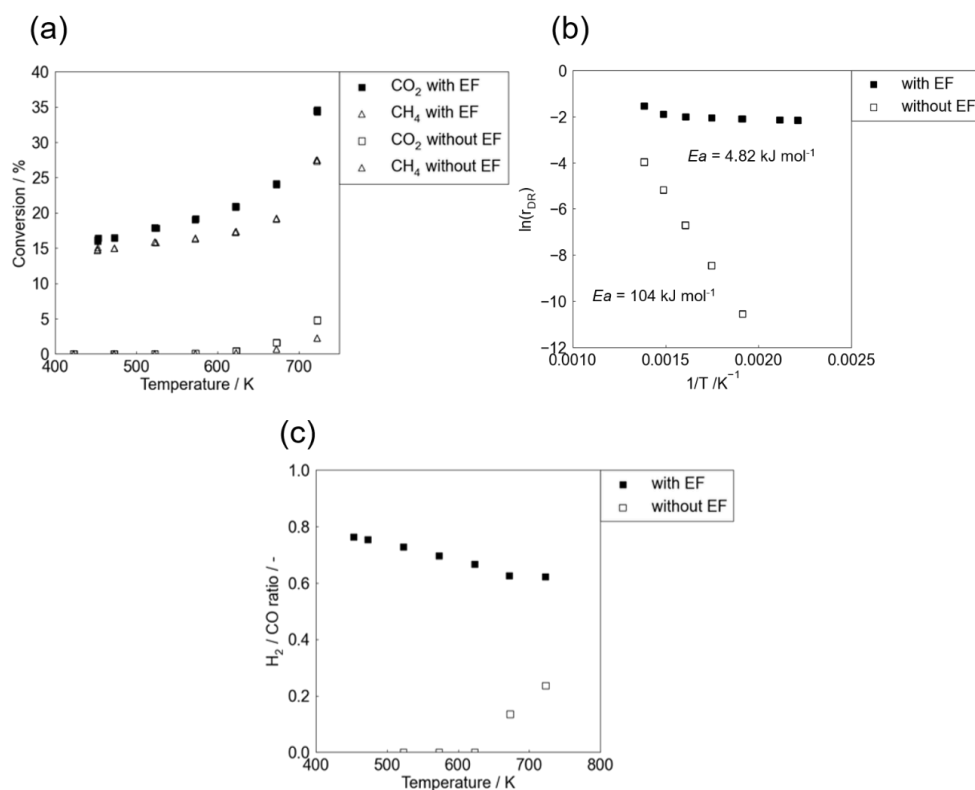 (a)
40
35
30
25
20
15
10
5
0
400
500
600
700
Conversion / %
Temperature / K
CO₂ with EF
CH₄ with EF
CO₂ without EF
CH₄ without EF
(b)
0
−2
−4
−6
−8
−10
−12
0.0010
0.0015
0.0020
0.0025
ln(r_DR)
1/T /K⁻¹
Ea = 4.82 kJ mol⁻¹
Ea = 104 kJ mol⁻¹
with EF
without EF
(c)
1.0
0.8
0.6
0.4
0.2
0.0
400
500
600
700
800
H₂ / CO ratio / -
Temperature / K
with EF
without EF